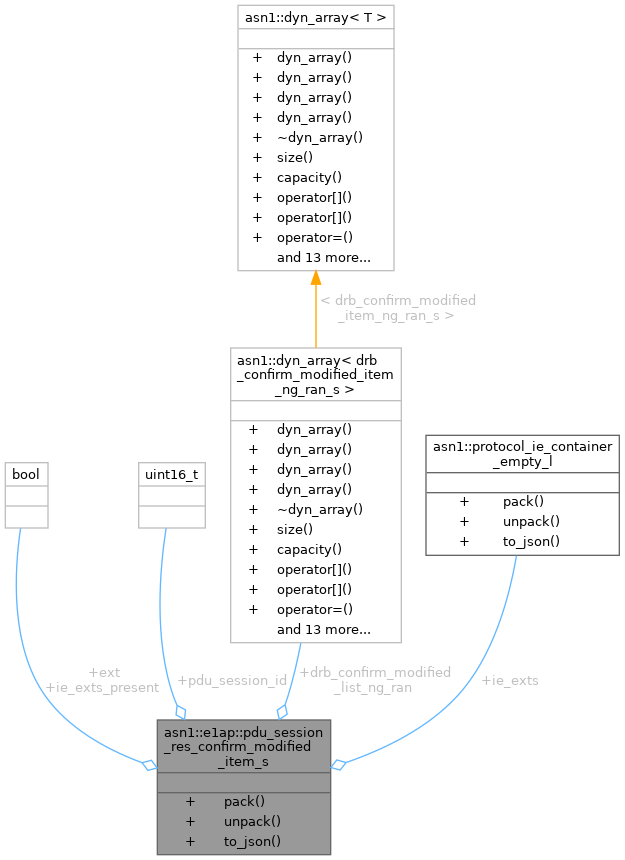 asn1::dyn_array< T >
+ dyn_array()
+ dyn_array()
+ dyn_array()
+ dyn_array()
+ ~dyn_array()
+ size()
+ capacity()
+ operator[]()
+ operator[]()
+ operator=()
and 13 more...
< drb_confirm_modified
_item_ng_ran_s >
asn1::dyn_array< drb
_confirm_modified_item
_ng_ran_s >
+ dyn_array()
+ dyn_array()
+ dyn_array()
+ dyn_array()
+ ~dyn_array()
+ size()
+ capacity()
+ operator[]()
+ operator[]()
+ operator=()
and 13 more...
asn1::protocol_ie_container
_empty_l
+ pack()
+ unpack()
+ to_json()
bool
uint16_t
+ext
+ie_exts_present
+pdu_session_id
+drb_confirm_modified
_list_ng_ran
+ie_exts
asn1::e1ap::pdu_session
_res_confirm_modified
_item_s
+ pack()
+ unpack()
+ to_json()